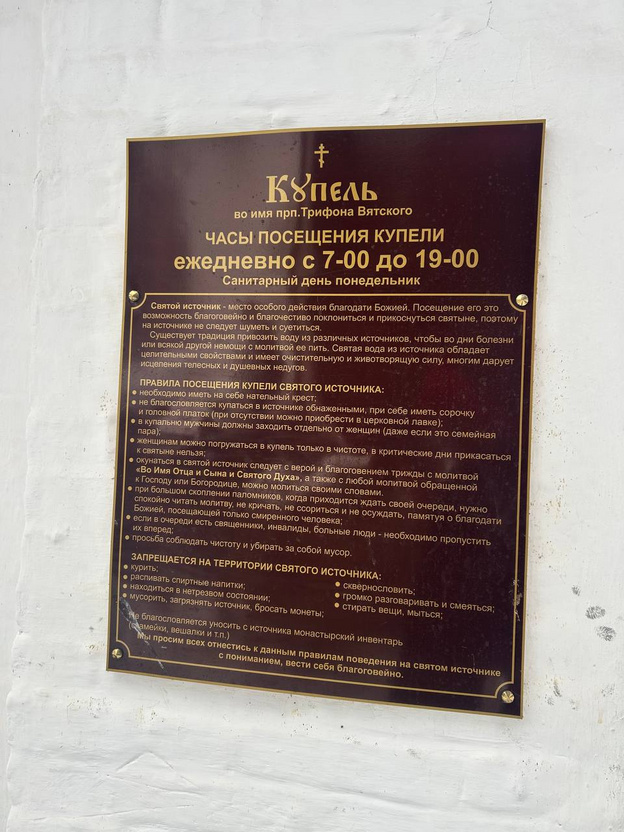 Купель
во имя прп.Трифона Вятского
ЧАСЫ ПОСЕЩЕНИЯ КУПЕЛИ
ежедневно с 7-00 до 19-00
Санитарный день понедельник
Святой источник - место особого действия благодати Божией. Посещение его это
возможность благоговейно и благочестиво поклониться и прикоснуться святыне, поэтому
на источнике не следует шуметь и суетиться.
Существует традиция привозить воду из различных источников, чтобы во дни болезни
или всякой другой немощи с молитвой ее пить. Святая вода из источника обладает
целительными свойствами и имеет очистительную и животворящую силу, многим дарует
исцеления телесных и душевных недугов.
ПРАВИЛА ПОСЕЩЕНИЯ КУПЕЛИ СВЯТОГО ИСТОЧНИКА:
● необходимо иметь на себе нательный крест;
● не благословляется купаться в источнике обнаженными, при себе иметь сорочку
и головной платок (при отсутствии можно приобрести в церковной лавке);
● в купальню мужчины должны заходить отдельно от женщин (даже если это семейная
пара);
● женщинам можно погружаться в купель только в чистоте, в критические дни прикасаться
к святыне нельзя;
● окунаться в святой источник следует с верой и благоговением трижды с молитвой
«Во Имя Отца и Сына и Святого Духа», а также с любой молитвой обращенной
к Господу или Богородице, можно молиться своими словами.
● при большом скоплении паломников, когда приходится ждать своей очереди, нужно
спокойно читать молитву, не кричать, не ссориться и не осуждать, памятуя о благодати
Божией, посещающей только смиренного человека;
● если в очереди есть священники, инвалиды, больные люди - необходимо пропустить
их вперед;
● просьба соблюдать чистоту и убирать за собой мусор.
ЗАПРЕЩАЕТСЯ НА ТЕРРИТОРИИ СВЯТОГО ИСТОЧНИКА:
● курить;
● распивать спиртные напитки;
● находиться в нетрезвом состоянии;
● мусорить, загрязнять источник, бросать монеты;
● сквернословить;
● громко разговаривать и смеяться;
● стирать вещи, мыться;
Не благословляется уносить с источника монастырский инвентарь
(скамейки, вешалки и т.п.)
Мы просим всех отнестись к данным правилам поведения на святом источнике
с пониманием, вести себя благоговейно.